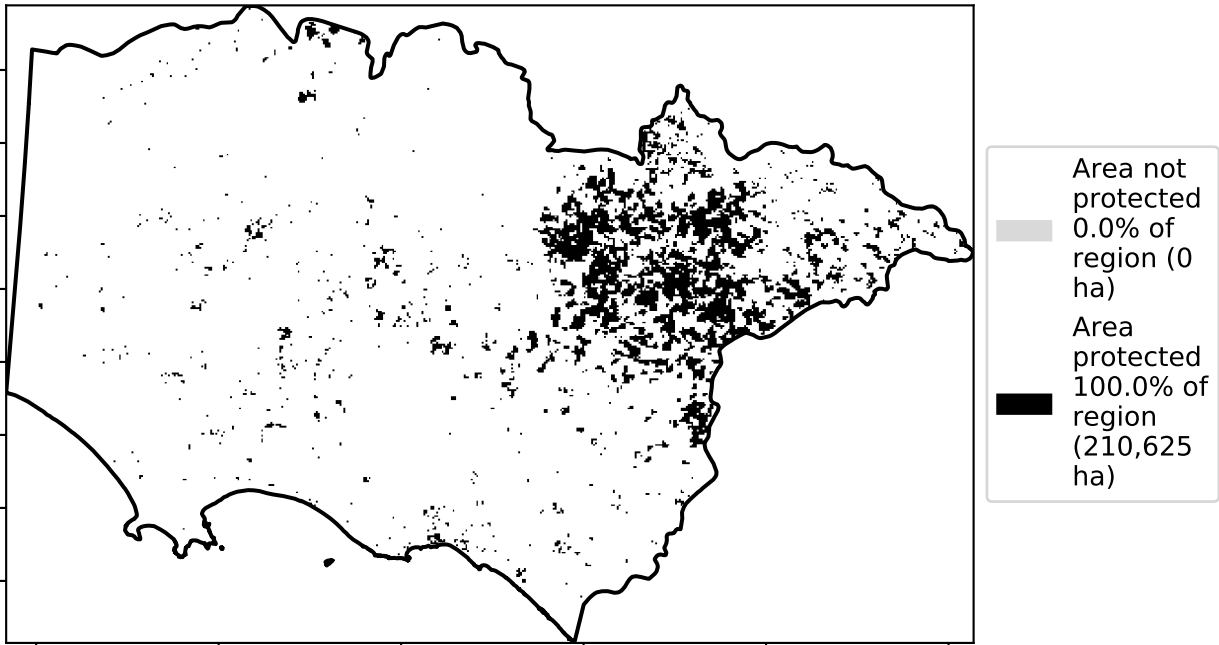 Area not
protected
0.0% of
region (0
ha)
Area
protected
100.0% of
region
(210,625
ha)